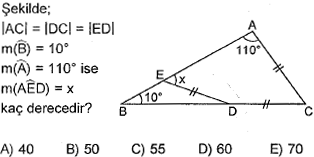 Şekilde;
|AC| = |DC| = |ED|
m(B̂) = 10°
m(Â) = 110° ise
m(AÊD) = x
kaç derecedir?
A
110°
E
x
10°
B
D
C
A) 40 B) 50 C) 55 D) 60 E) 70